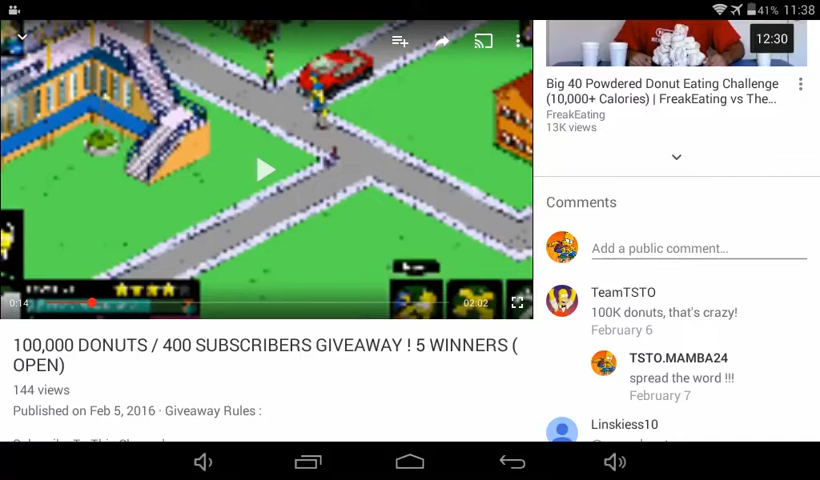 41% 11:38
12:30
Big 40 Powdered Donut Eating Challenge
(10,000+ Calories) | FreakEating vs The...
FreakEating
13K views
Comments
Add a public comment...
TeamTSTO
100K donuts, that's crazy!
February 6
TSTO.MAMBA24
spread the word !!!
February 7
Linskiess10
0:14
02:02
100,000 DONUTS / 400 SUBSCRIBERS GIVEAWAY ! 5 WINNERS (
OPEN)
144 views
Published on Feb 5, 2016 · Giveaway Rules :